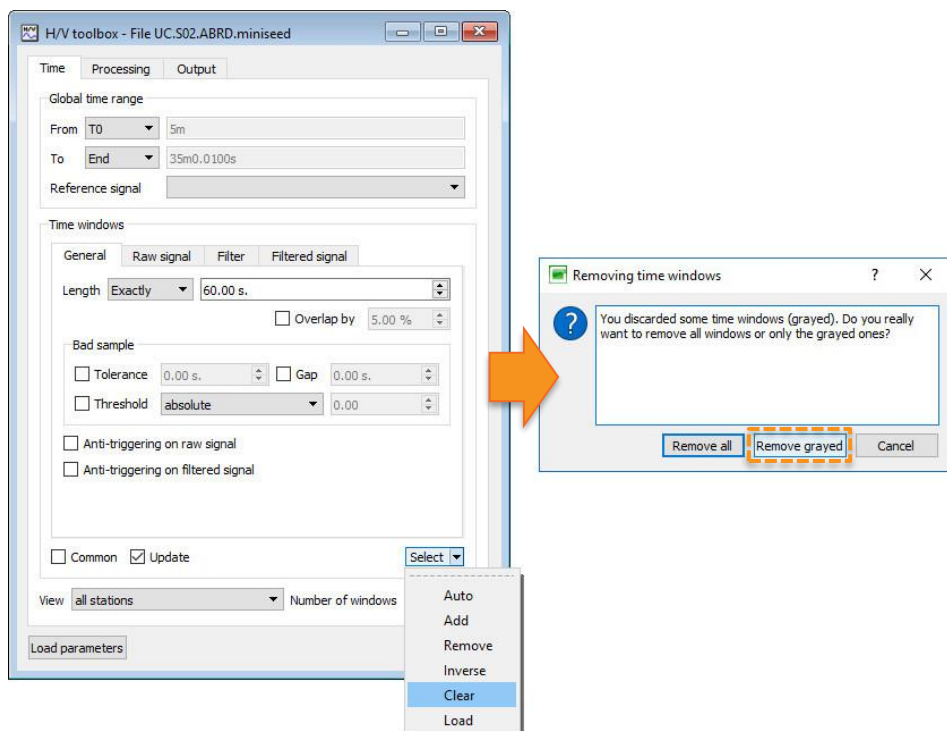 H/V toolbox - File UC.S02.ABRD.miniseed
Time Processing Output
Global time range
From T0 5m
To End 35m0.0100s
Reference signal
Time windows
General Raw signal Filter Filtered signal
Length Exactly 60.00 s.
Overlap by 5.00 %
Bad sample
Tolerance 0.00 s. Gap 0.00 s.
Threshold absolute 0.00
Anti-triggering on raw signal
Anti-triggering on filtered signal
Common Update Select
View all stations Number of windows
Load parameters
Auto
Add
Remove
Inverse
Clear
Load
Removing time windows ? X
You discarded some time windows (grayed). Do you really
want to remove all windows or only the grayed ones?
Remove all Remove grayed Cancel